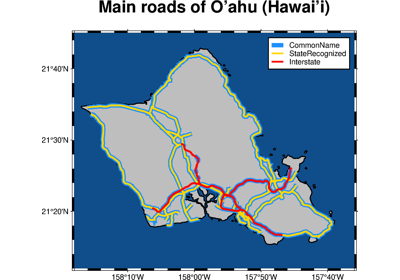 Main roads of O’ahu (Hawai’i)
CommonName
StateRecognized
Interstate
21°40'N
21°30'N
21°20'N
158°10'W
158°00'W
157°50'W
157°40'W